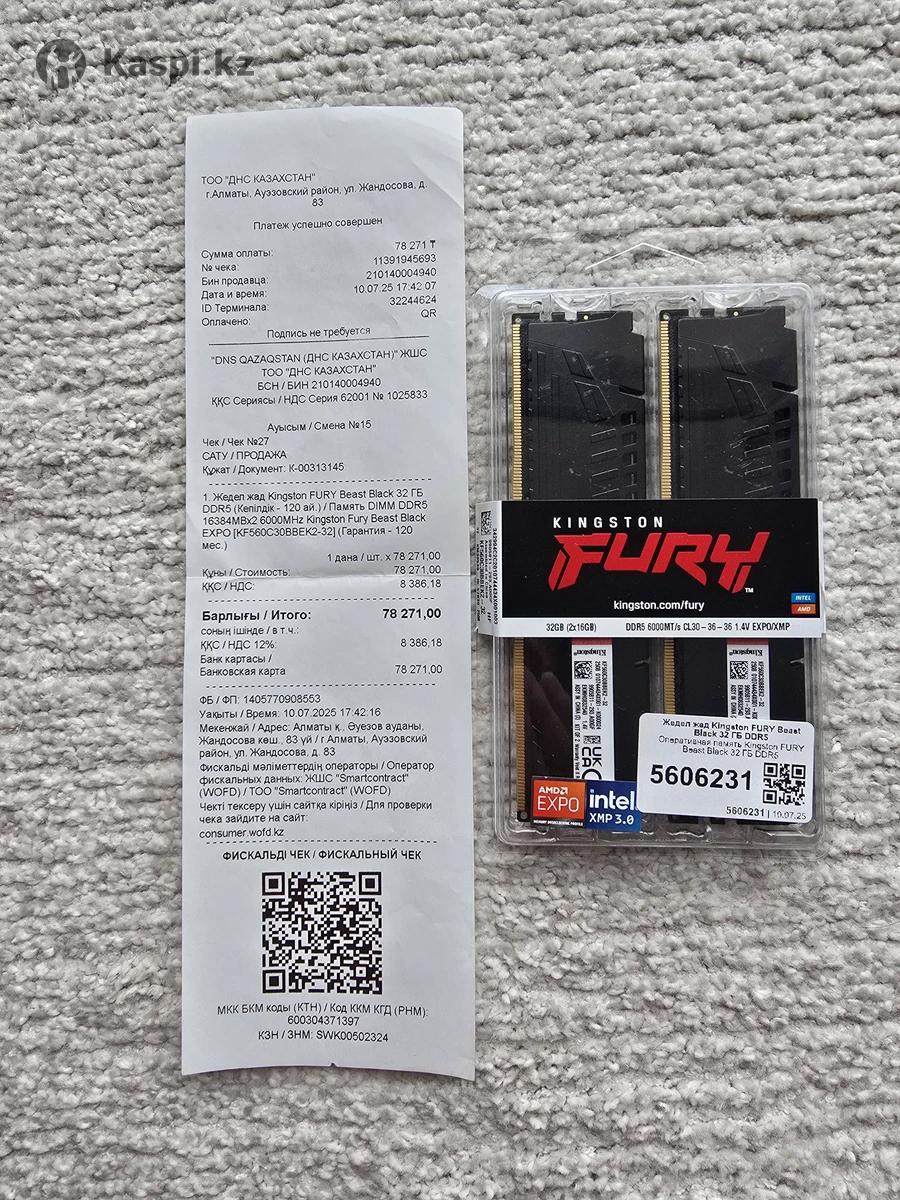 Kaspi.kz
ТОО "ДНС КАЗАХСТАН"
г.Алматы, Ауэзовский район, ул. Жандосова, д.
83
Платеж успешно совершен
Сумма оплаты: 78 271 ₸
№ чека: 11391945693
Бин продавца: 210140004940
Дата и время: 10.07.25 17:42:07
ID Терминала: 32244624
Оплачено: QR
Подпись не требуется
"DNS QAZAQSTAN (ДНС КАЗАХСТАН)" ЖШС
ТОО "ДНС КАЗАХСТАН"
БСН / БИН 210140004940
ҚҚС Сериясы / НДС Серия 62001 № 1025833
Ауысым / Смена №15
Чек / Чек №27
САТУ / ПРОДАЖА
Құжат / Документ: К-00313145
1. Жедел жад Kingston FURY Beast Black 32 ГБ
DDR5 (Кепілдік - 120 ай.) / Память DIMM DDR5
16384MBx2 6000MHz Kingston Fury Beast Black
EXPO [KF560C30BBEK2-32] (Гарантия - 120
мес.)
1 дана / шт. x 78 271,00
Құны / Стоимость: 78 271,00
ҚҚС / НДС: 8 386,18
Барлығы / Итого: 78 271,00
соның ішінде / в т.ч.:
ҚҚС / НДС 12%: 8 386,18
Банк картасы /
Банковская карта 78 271,00
ФБ / ФП: 1405770908553
Уақыты / Время: 10.07.2025 17:42:16
Мекенжай / Адрес: Алматы қ., Әуезов ауданы,
Жандосова көш., 83 үй / г.Алматы, Ауэзовский
район, ул. Жандосова, д. 83
Фискальді мәліметтердің операторы / Оператор
фискальных данных: ЖШС "Smartcontract"
(WOFD) / ТОО "Smartcontract" (WOFD)
Чекті тексеру үшін сайтқа кіріңіз / Для проверки
чека зайдите на сайт:
consumer.wofd.kz
ФИСКАЛЬДІ ЧЕК / ФИСКАЛЬНЫЙ ЧЕК
МКК БКМ коды (КТН) / Код ККМ КГД (РНМ):
600304371397
КЗН / ЗНМ: SWK00502324
KINGSTON
FURY
TM
kingston.com/fury
INTEL
AMD
32GB (2x16GB) DDR5 6000MT/s CL30-36-36 1.4V EXPO/XMP
Kingston
Kingston
UK
CA
AMD
EXPO
intel
XMP 3.0
Жедел жад Kingston FURY Beast
Black 32 ГБ DDR5
Оперативная память Kingston FURY
Beast Black 32 ГБ DDR5
5606231
5606231 | 10.07.25